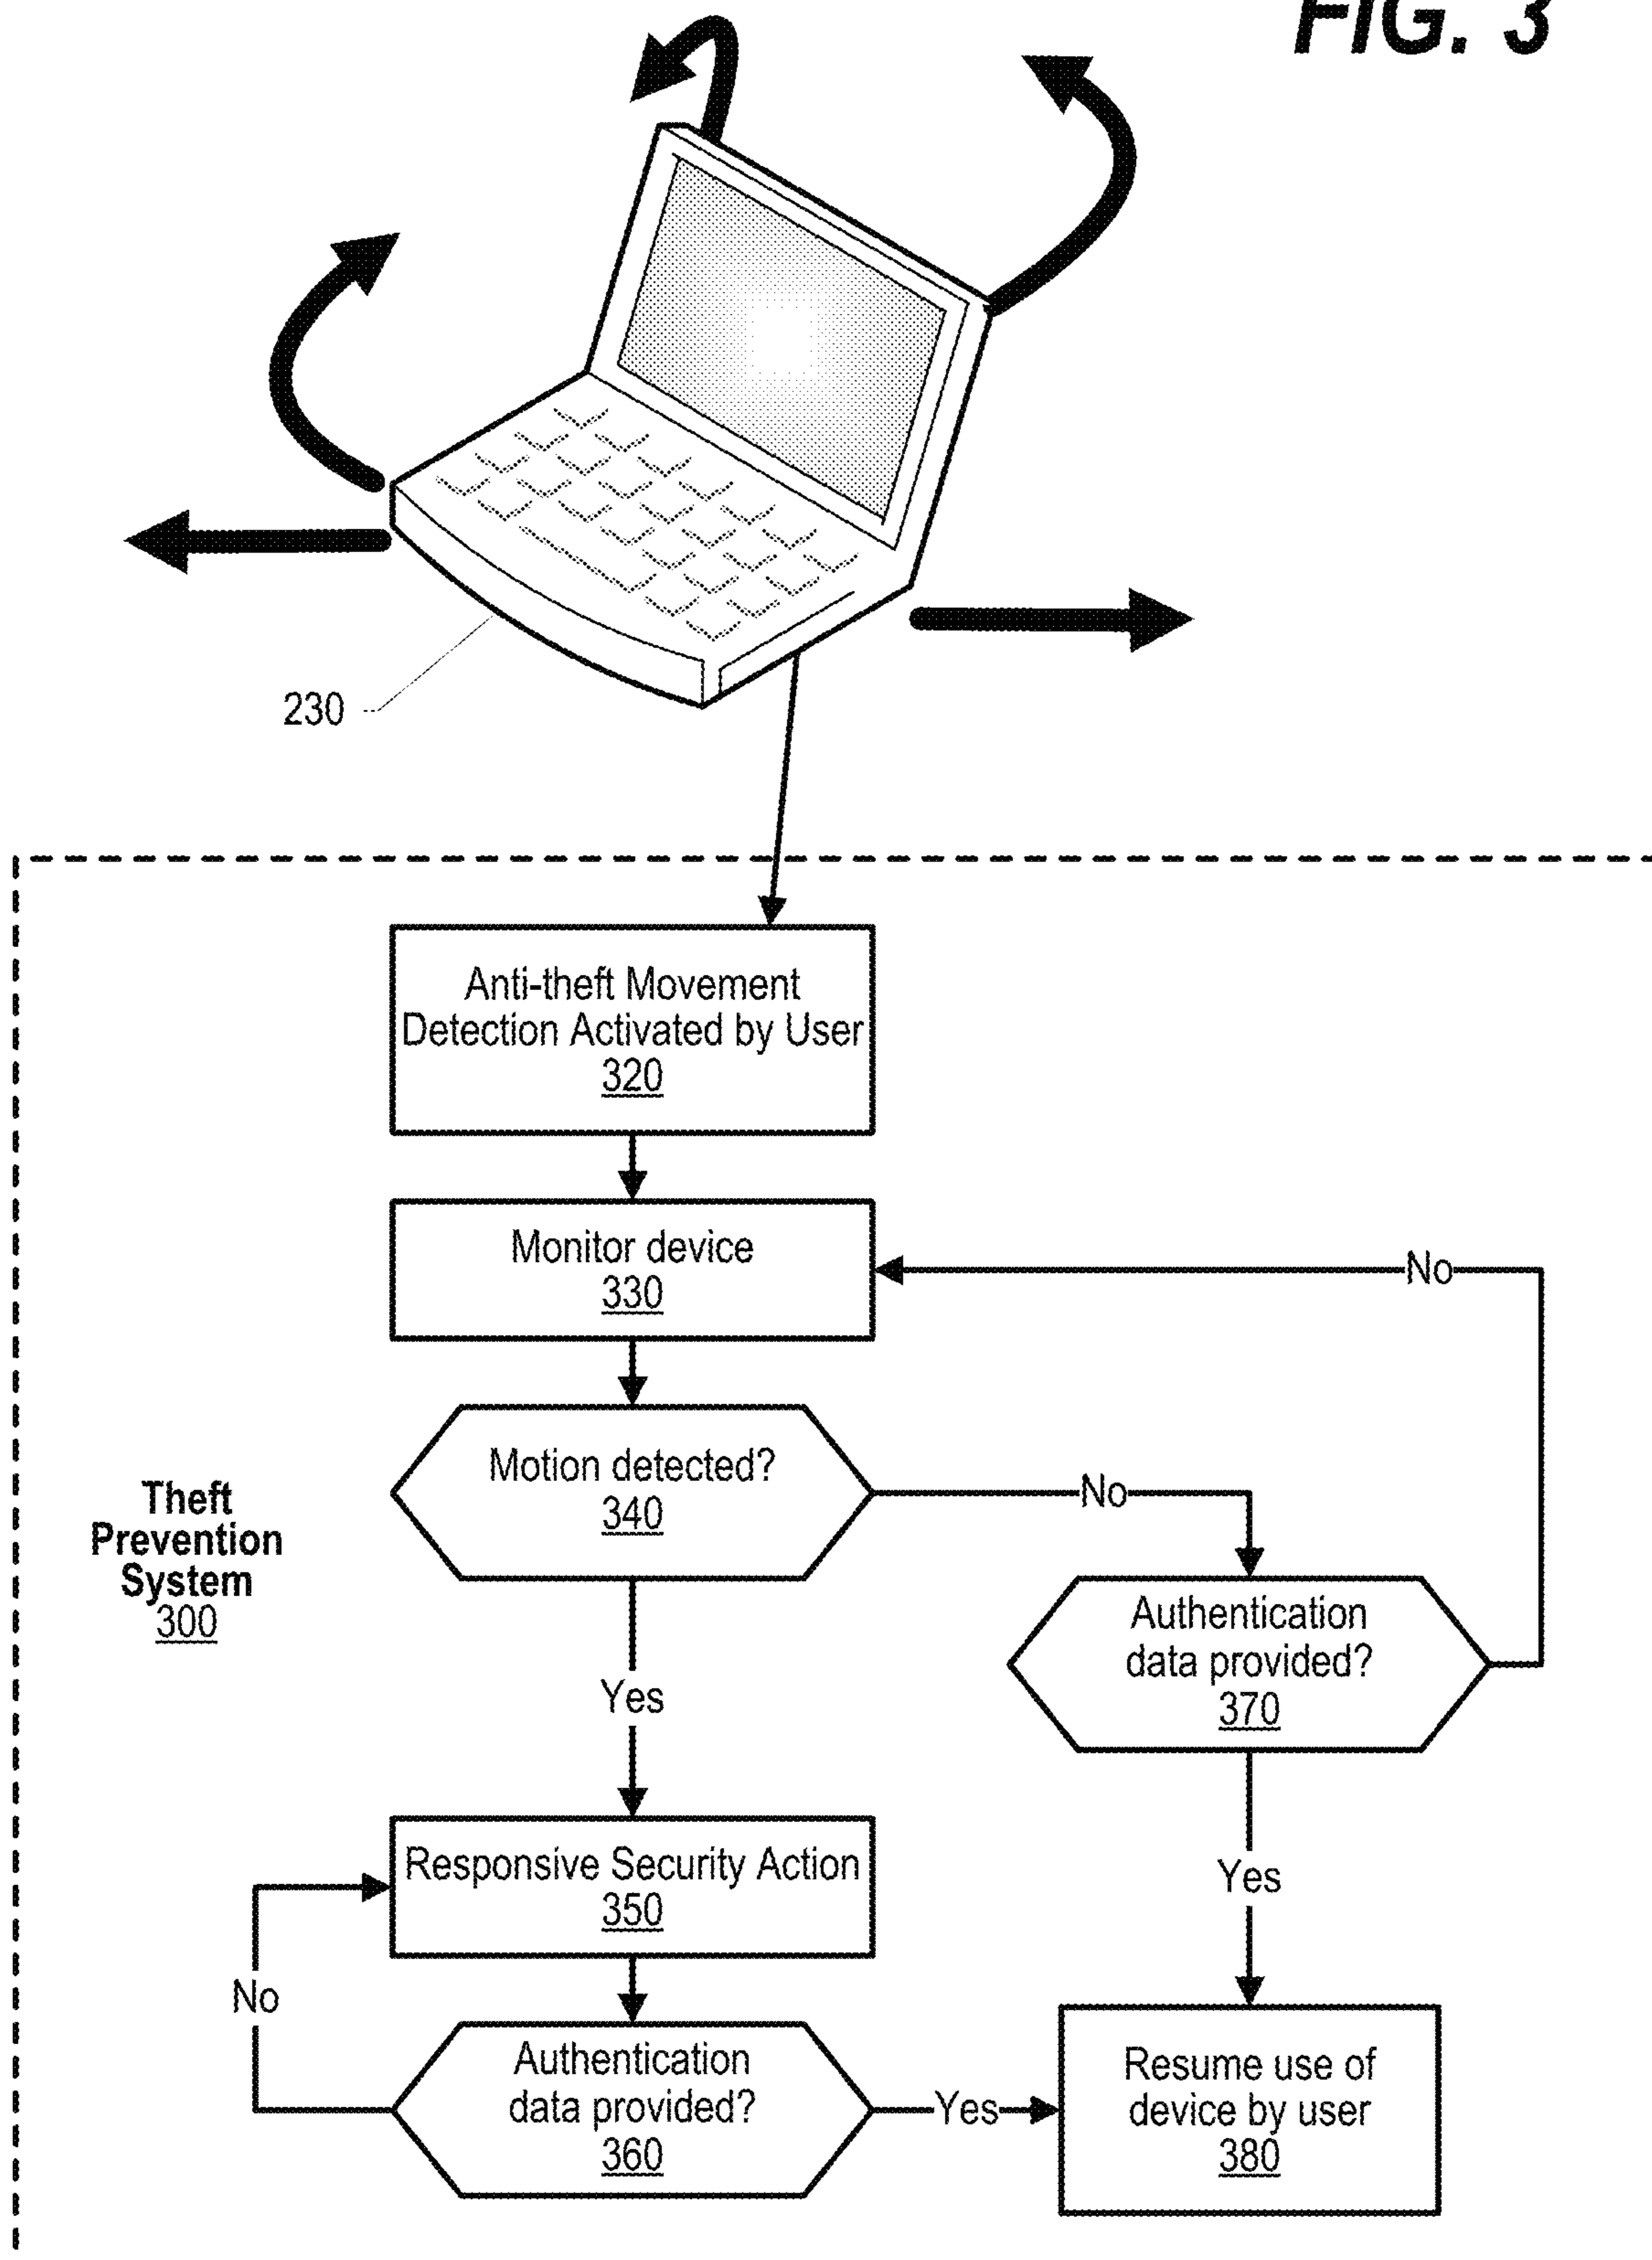 FIG. 3
230
Anti-theft Movement
Detection Activated by User
320
Monitor device
330
No
Motion detected?
340
No
Theft
Prevention
System
300
Authentication
data provided?
370
Yes
Yes
Responsive Security Action
350
No
Authentication
data provided?
360
Yes
Resume use of
device by user
380